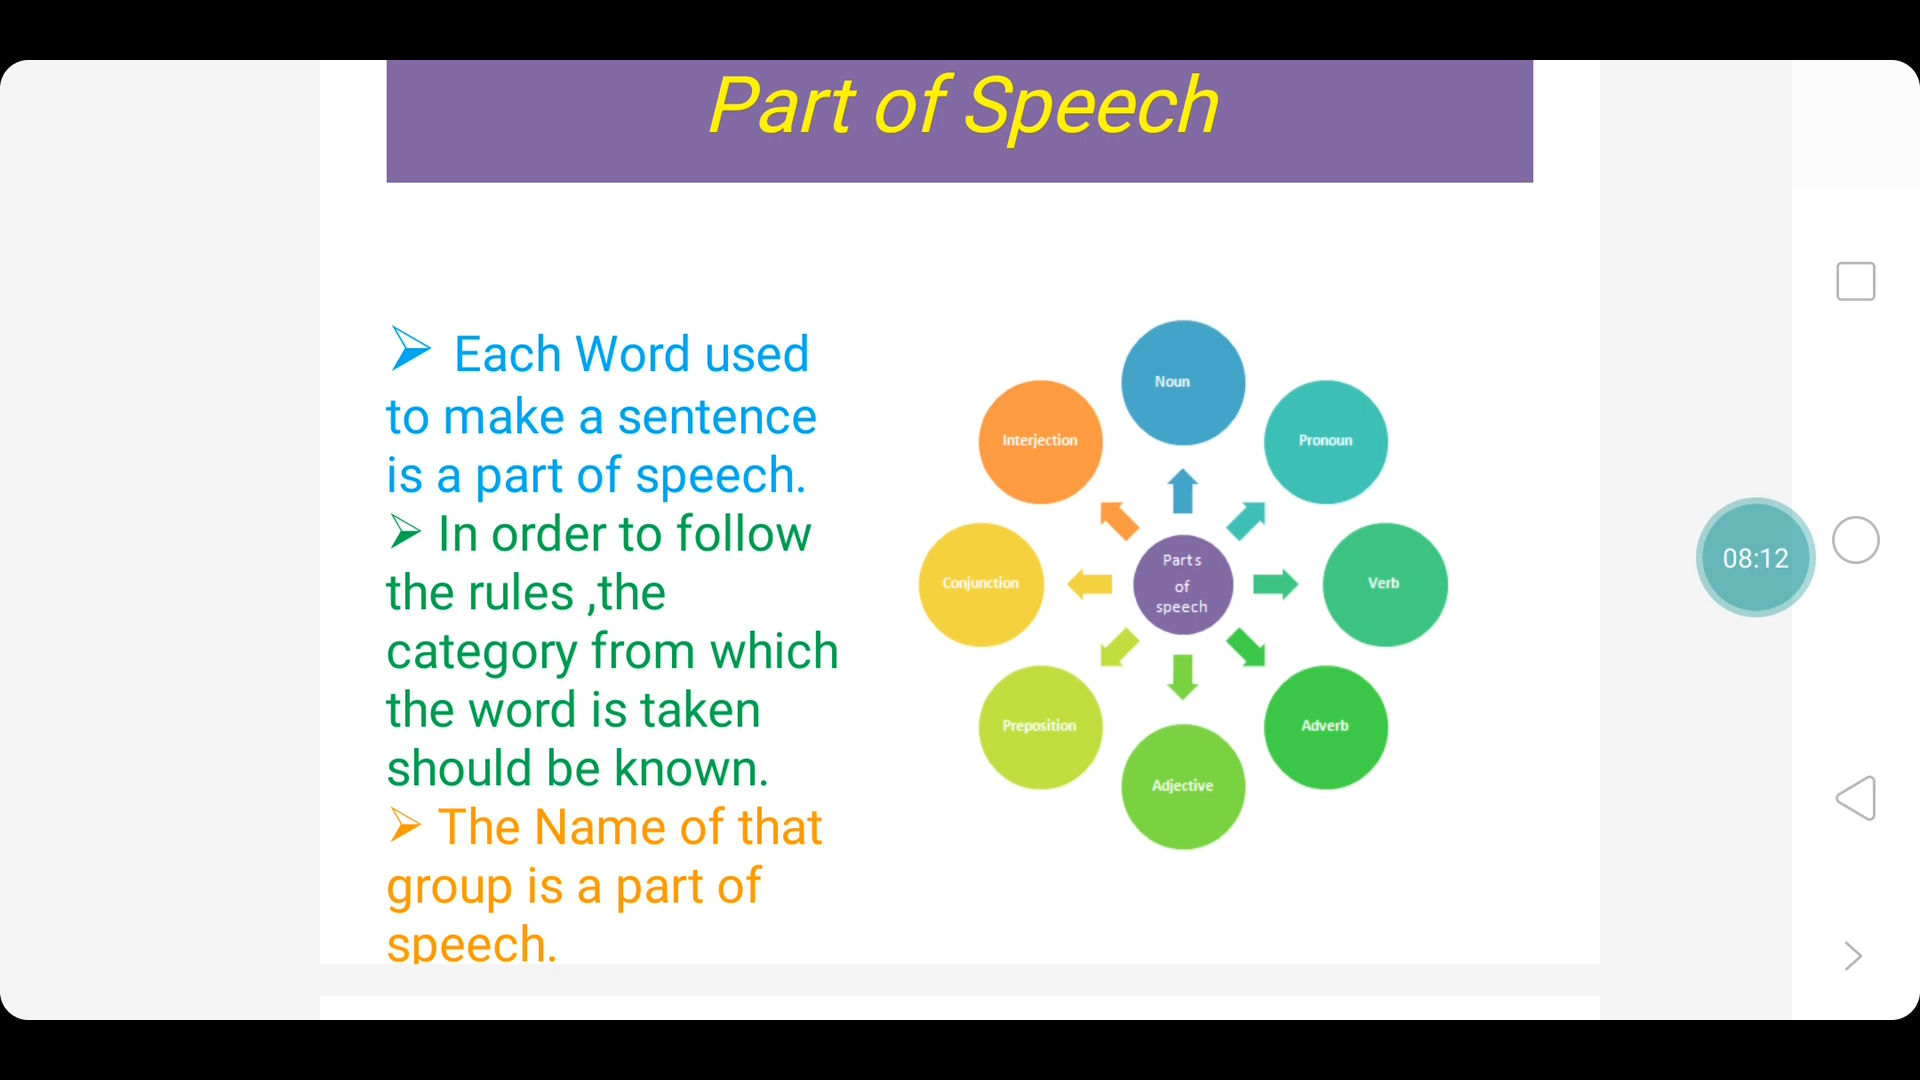 Part of Speech
➢ Each Word used
to make a sentence
is a part of speech.
➢ In order to follow
the rules ,the
category from which
the word is taken
should be known.
➢ The Name of that
group is a part of
speech.
Noun
Pronoun
Verb
Adverb
Adjective
Preposition
Conjunction
Interjection
Parts
of
speech
08:12